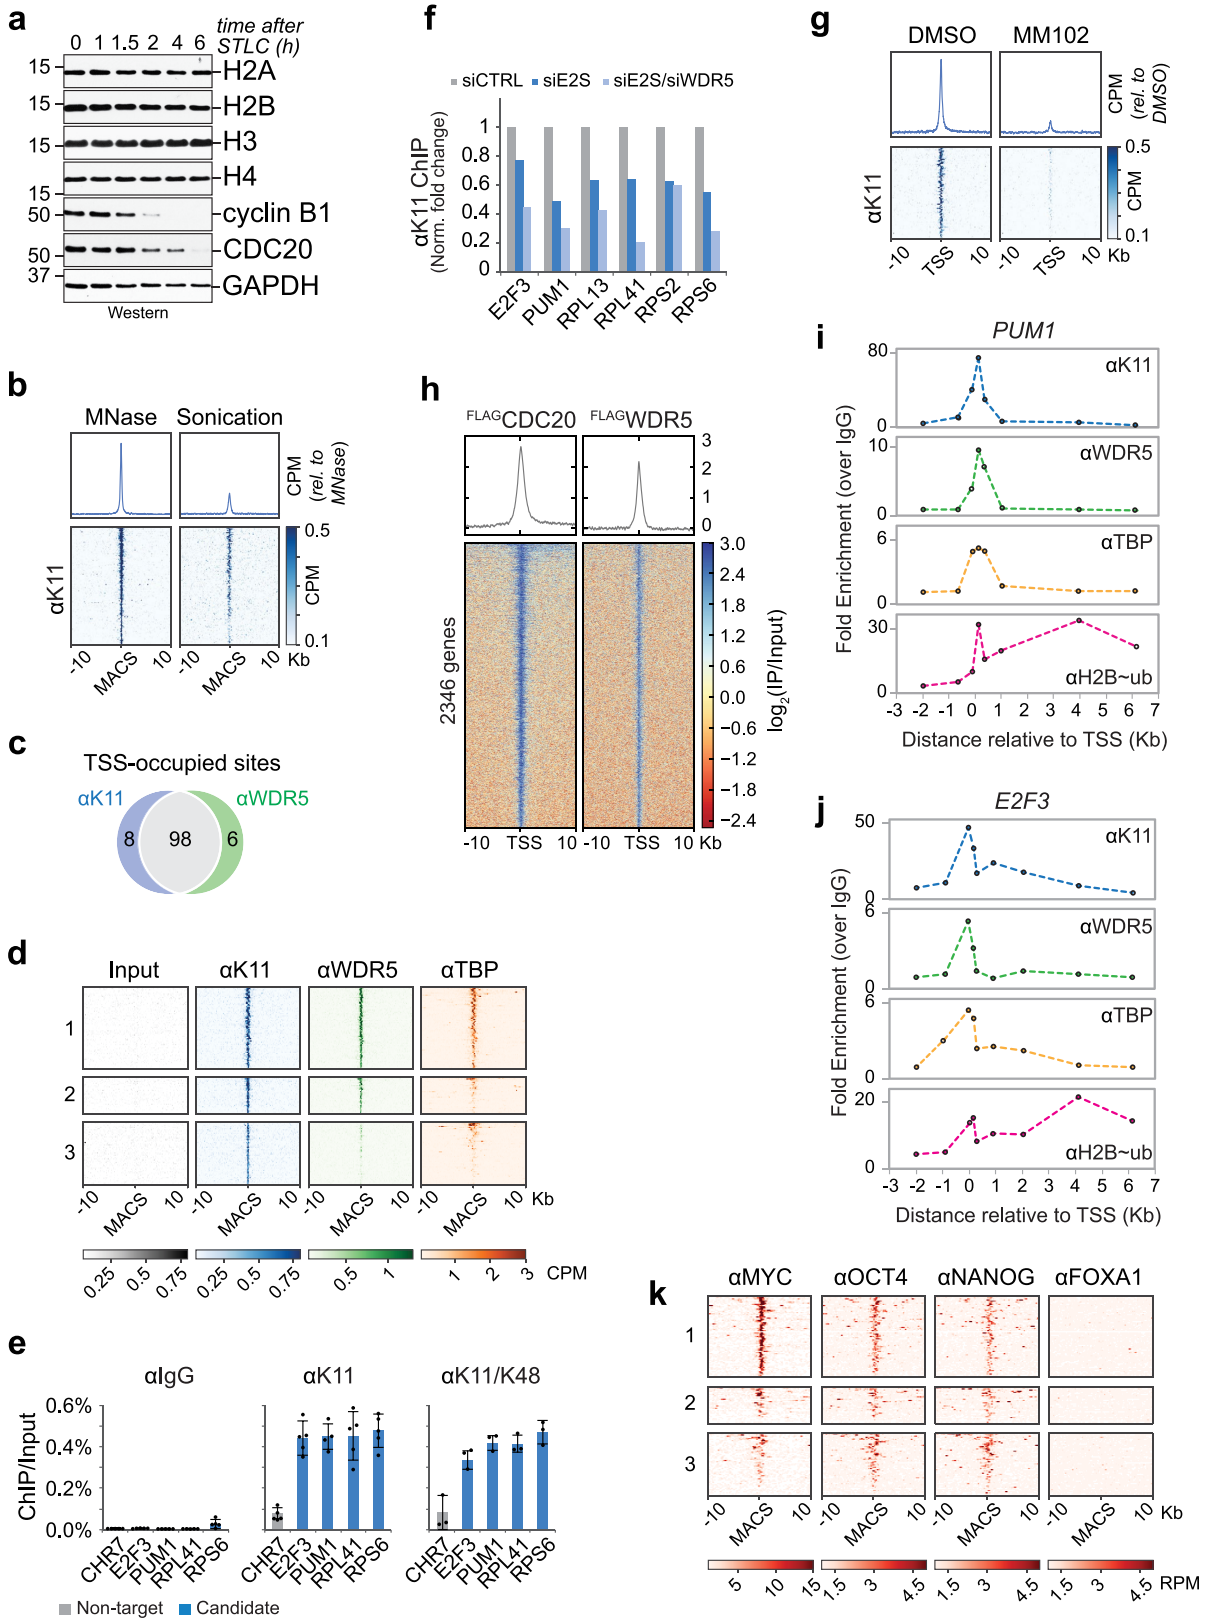 a
time after
STLC (h)
0 1 1.5 2 4 6
15 H2A
15 H2B
15 H3
H4
15
50 cyclin B1
50 CDC20
37
GAPDH
Western
b
MNase Sonication
CPM
(rel. to
MNase)
αK11
0.5
CPM
0.1
-10 MACS 10 -10 MACS 10 Kb
c
TSS-occupied sites
αK11 αWDR5
8 98 6
d
Input αK11 αWDR5 αTBP
1
2
3
-10 MACS 10 -10 MACS 10 -10 MACS 10 -10 MACS 10 Kb
0.25 0.5 0.75 0.25 0.5 0.75 0.5 1 1 2 3 CPM
e
αIgG αK11 αK11/K48
ChIP/Input
0.6%
0.4%
0.2%
0.0%
CHR7 E2F3 PUM1 RPL41 RPS6 CHR7 E2F3 PUM1 RPL41 RPS6 CHR7 E2F3 PUM1 RPL41 RPS6
Non-target Candidate
f
siCTRL siE2S siE2S/siWDR5
αK11 ChIP
(Norm. fold change)
1
0.8
0.6
0.4
0.2
0
E2F3 PUM1 RPL13 RPL41 RPS2 RPS6
g
DMSO MM102
CPM
(rel. to
DMSO)
αK11
0.5
CPM
0.1
-10 TSS 10 -10 TSS 10 Kb
h
FLAGCDC20 FLAGWDR5
3
2
1
0
2346 genes
3.0
2.4
1.8
1.2
0.6
0.0
−0.6
−1.2
−1.8
−2.4
log2(IP/Input)
-10 TSS 10 -10 TSS 10 Kb
i
PUM1
Fold Enrichment (over IgG)
80
αK11
0
10
αWDR5
0
6
αTBP
0
30
αH2B~ub
0
-3 -2 -1 0 1 2 3 4 5 6 7
Distance relative to TSS (Kb)
j
E2F3
Fold Enrichment (over IgG)
50
αK11
0
6
αWDR5
0
6
αTBP
0
20
αH2B~ub
0
-3 -2 -1 0 1 2 3 4 5 6 7
Distance relative to TSS (Kb)
k
αMYC αOCT4 αNANOG αFOXA1
1
2
3
-10 MACS 10 -10 MACS 10 -10 MACS 10 -10 MACS 10 Kb
5 10 15 1.5 3 4.5 1.5 3 4.5 1.5 3 4.5 RPM